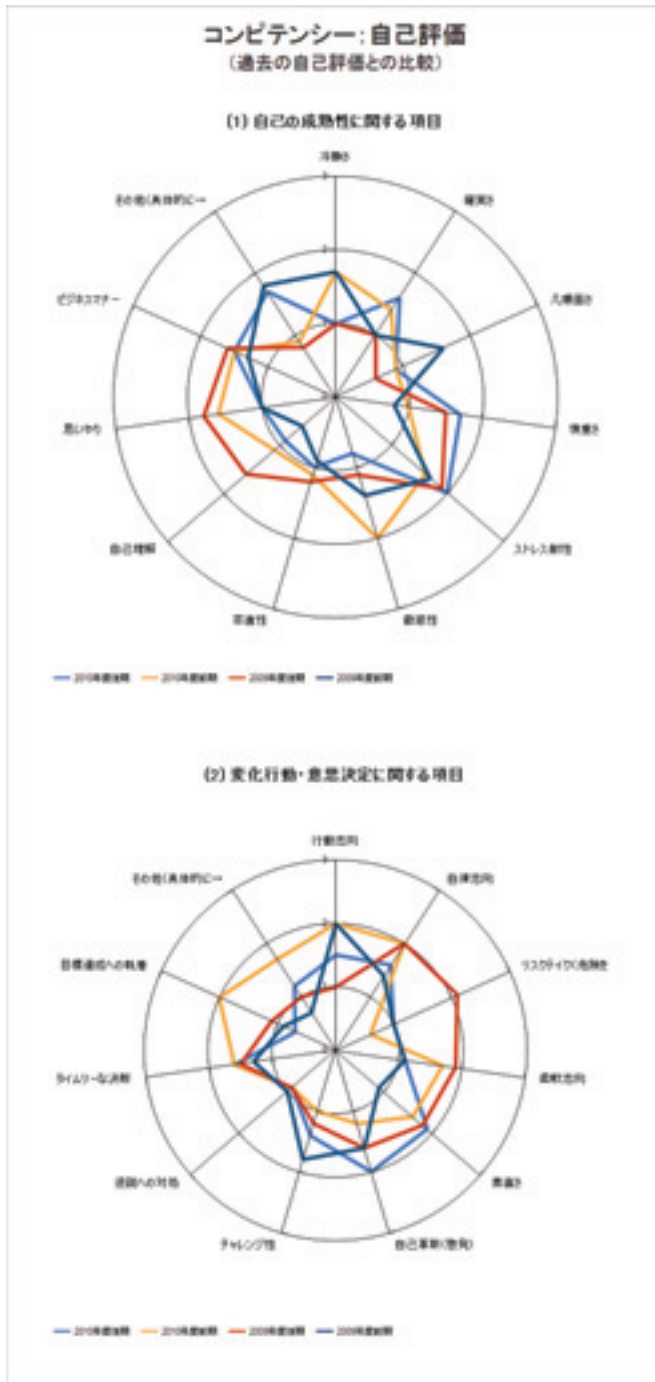 コンピテンシー：自己評価
（過去の自己評価との比較）
（1）自己の成熟性に関する項目
冷静さ
その他（具体的に→
確実さ
ビジネスマナー
几帳面さ
思いやり
慎重さ
自己理解
ストレス耐性
率直性
徹底性
2010年度後期 2010年度前期 2009年度後期 2009年度前期
（2）変化行動・意思決定に関する項目
行動志向
その他（具体的に→
自律志向
目標達成への執着
リスクテイク（危険を
タイムリーな決断
柔軟志向
逆説への対処
素直さ
チャレンジ性
自己革新（啓発）
2010年度後期 2010年度前期 2009年度後期 2009年度前期